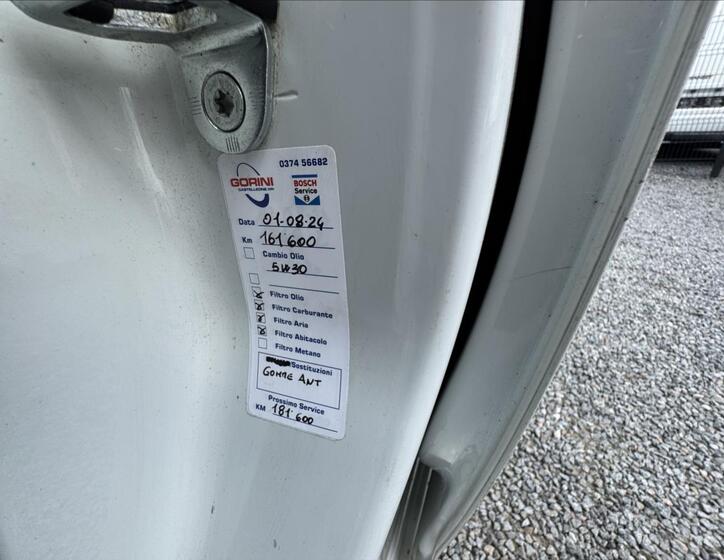 0374 56682
GORINI
CASTELLEONE
BOSCH
Service
Data 01-08-24
Km 161'600
Cambio Olio
5W30
Filtro Olio
Filtro Carburante
Filtro Aria
Filtro Abitacolo
Filtro Metano
/Sostituzioni
GOMME ANT
Prossimo Service
KM 181'600